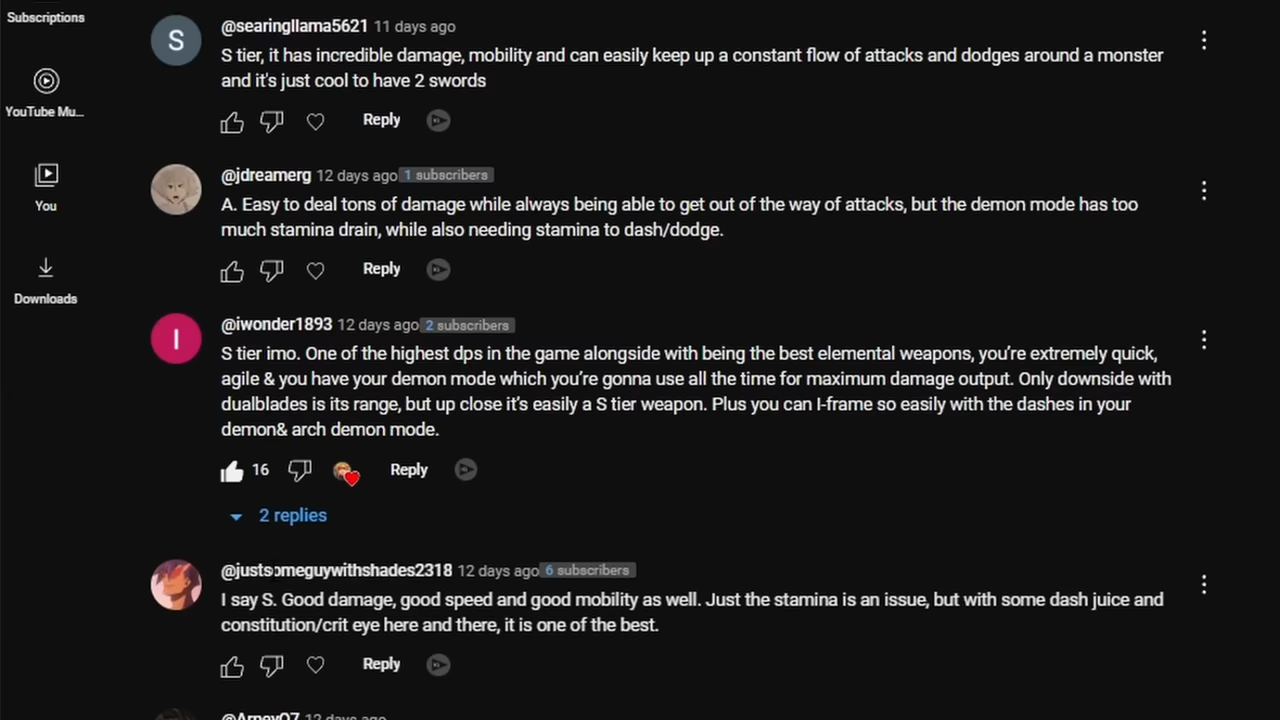 Subscriptions
YouTube Mu...
You
Downloads
@searingllama5621 11 days ago
S tier, it has incredible damage, mobility and can easily keep up a constant flow of attacks and dodges around a monster
and it's just cool to have 2 swords
Reply
@jdreamerg 12 days ago 1 subscribers
A. Easy to deal tons of damage while always being able to get out of the way of attacks, but the demon mode has too
much stamina drain, while also needing stamina to dash/dodge.
Reply
@iwonder1893 12 days ago 2 subscribers
S tier imo. One of the highest dps in the game alongside with being the best elemental weapons, you're extremely quick,
agile & you have your demon mode which you're gonna use all the time for maximum damage output. Only downside with
dualblades is its range, but up close it's easily a S tier weapon. Plus you can I-frame so easily with the dashes in your
demon& arch demon mode.
16 Reply
2 replies
@justsomeguywithshades2318 12 days ago 6 subscribers
I say S. Good damage, good speed and good mobility as well. Just the stamina is an issue, but with some dash juice and
constitution/crit eye here and there, it is one of the best.
Reply
12 days ago